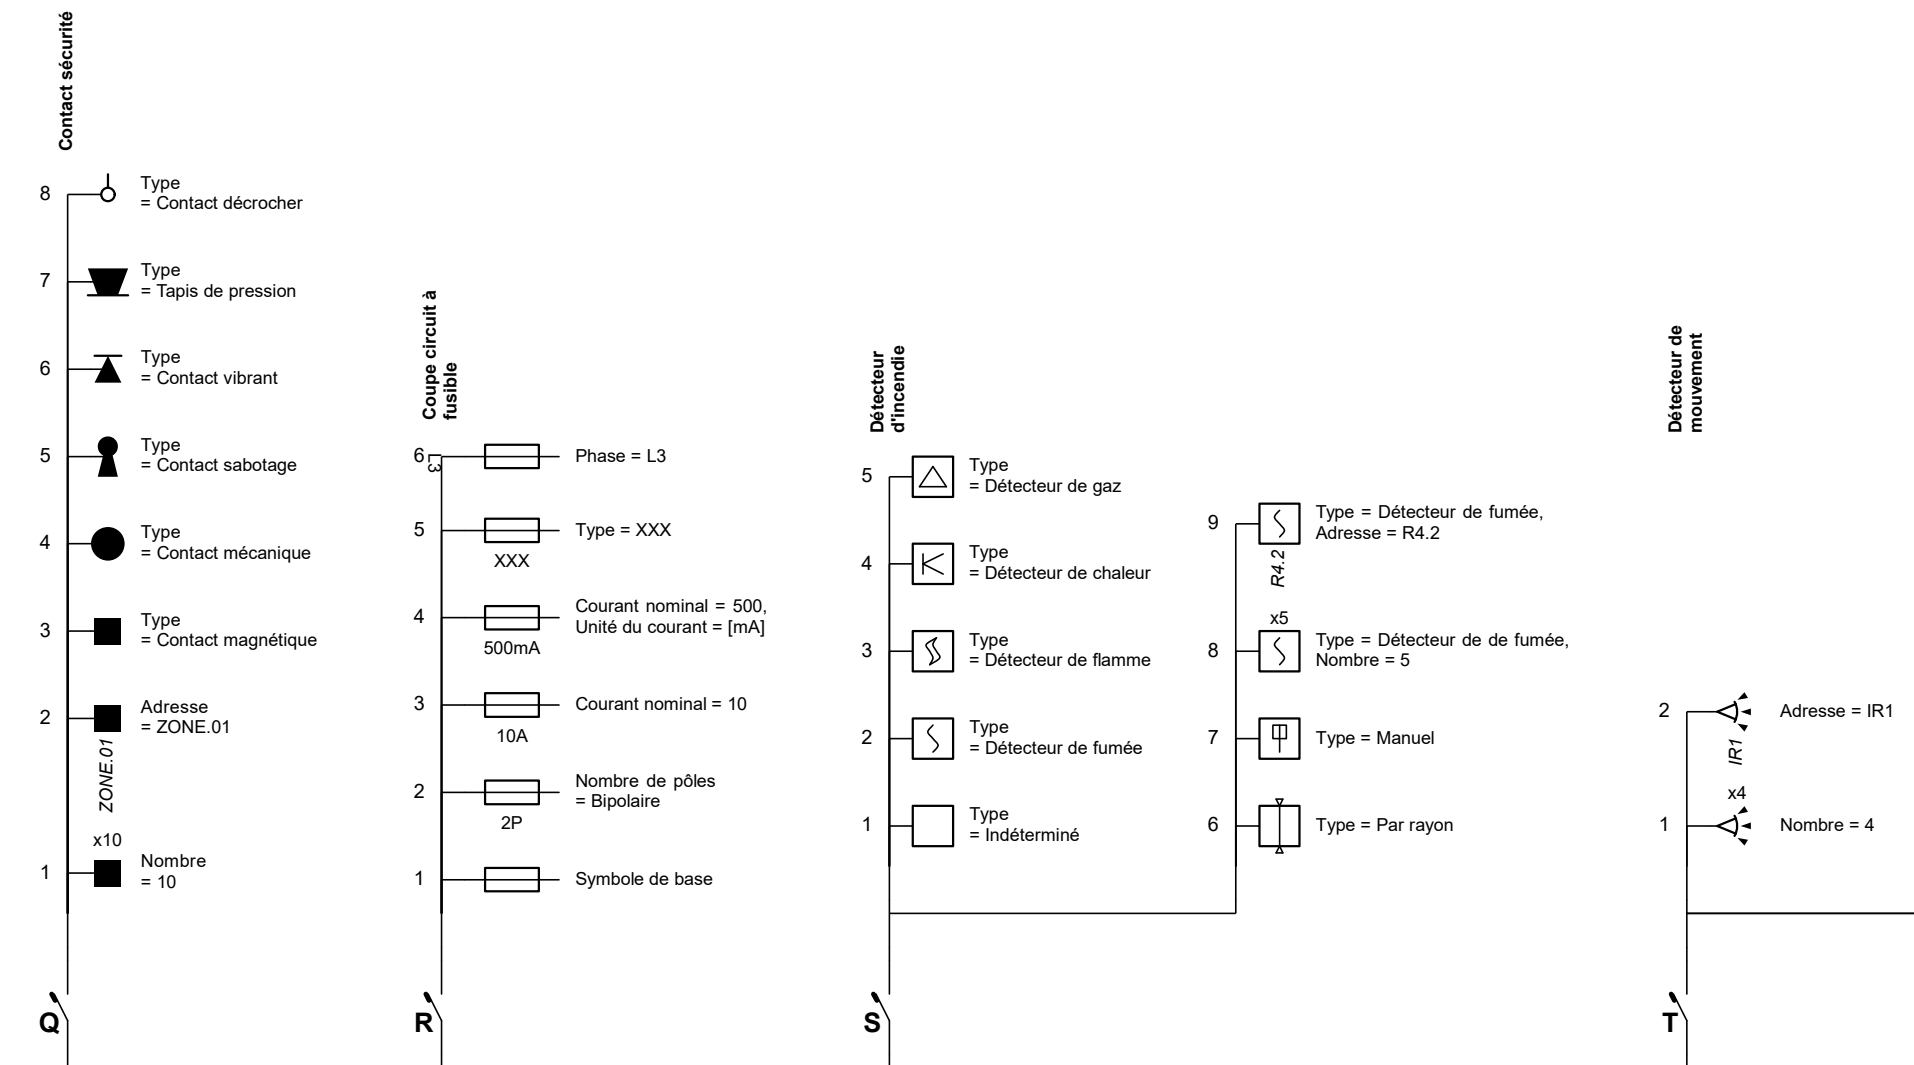 Contact sécurité
8
Type
= Contact décrocher
7
Type
= Tapis de pression
6
Type
= Contact vibrant
5
Type
= Contact sabotage
4
Type
= Contact mécanique
3
Type
= Contact magnétique
2
Adresse
= ZONE.01
ZONE.01
x10
1
Nombre
= 10
Q
Coupe circuit à
fusible
6
L3
Phase = L3
5
Type = XXX
XXX
4
Courant nominal = 500,
Unité du courant = [mA]
500mA
3
Courant nominal = 10
10A
2
Nombre de pôles
= Bipolaire
2P
1
Symbole de base
R
Détecteur
d'incendie
5
Type
= Détecteur de gaz
4
Type
= Détecteur de chaleur
3
Type
= Détecteur de flamme
2
Type
= Détecteur de fumée
1
Type
= Indéterminé
9
Type = Détecteur de fumée,
Adresse = R4.2
R4.2
x5
8
Type = Détecteur de de fumée,
Nombre = 5
7
Type = Manuel
6
Type = Par rayon
S
Détecteur de
mouvement
2
Adresse = IR1
IR1
x4
1
Nombre = 4
T